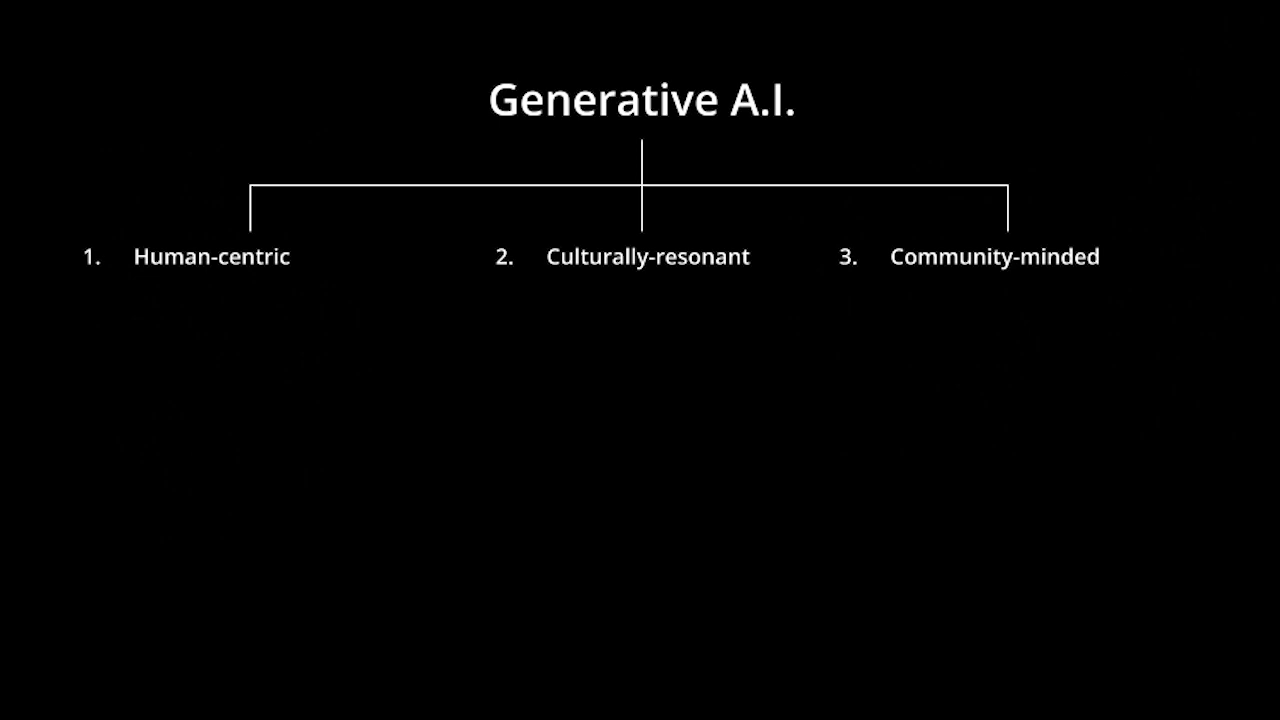 Generative A.I.
1. Human-centric
2. Culturally-resonant
3. Community-minded